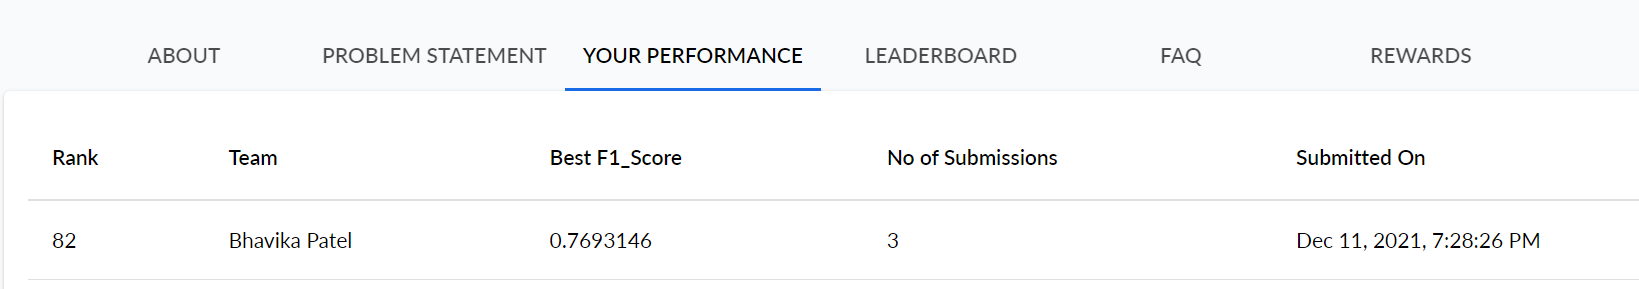 ABOUT PROBLEM STATEMENT YOUR PERFORMANCE LEADERBOARD FAQ REWARDS
Rank Team Best F1_Score No of Submissions Submitted On
82 Bhavika Patel 0.7693146 3 Dec 11, 2021, 7:28:26 PM